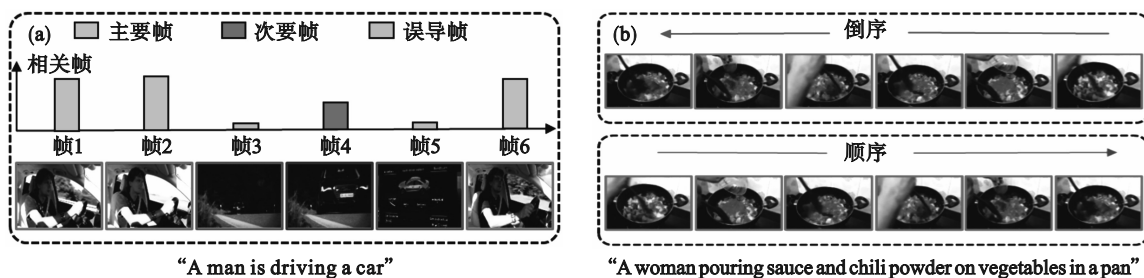 (a) 主要帧 次要帧 误导帧
相关帧
帧1 帧2 帧3 帧4 帧5 帧6
“A man is driving a car”
(b) 倒序
顺序
“A woman pouring sauce and chili powder on vegetables in a pan”